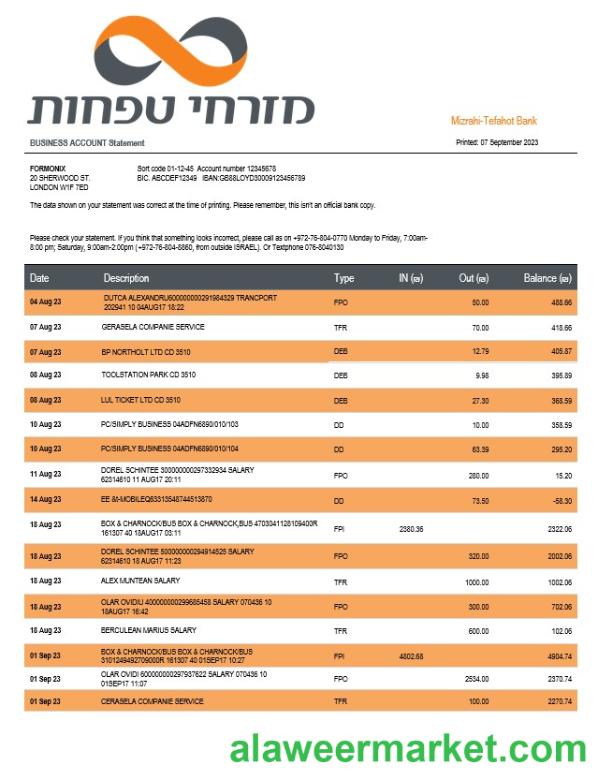 מזרחי טפחות
Mizrahi-Tefahot Bank
BUSINESS ACCOUNT Statement
Printed: 07 September 2023
FORMONIX
20 SHERWOOD ST.
LONDON W1F 7ED
Sort code 01-12-45 Account number 12345678
BIC. ABCDEF12349 IBAN:GB88LOYD30009123456789
The data shown on your statement was correct at the time of printing. Please remember, this isn't an official bank copy.
Please check your statement. If you think that something looks incorrect, please call as on +972-76-804-0770 Monday to Friday, 7:00am-
8:00 pm; Saturday, 9:00am-2:00pm (+972-76-804-8860, from outside ISRAEL). Or Textphone 076-8040130
Date Description Type IN (₪) Out (₪) Balance (₪)
04 Aug 23 DUTCA ALEXANDRU600000000291984329 TRANCPORT FPO 50.00 488.66
202941 10 04AUG17 18:22
07 Aug 23 GERASELA COMPANIE SERVICE TFR 70.00 418.66
07 Aug 23 BP NORTHOLT LTD CD 3510 DEB 12.79 405.87
08 Aug 23 TOOLSTATION PARK CD 3510 DEB 9.98 395.89
08 Aug 23 LUL TICKET LTD CD 3510 DEB 27.30 368.59
10 Aug 23 PC/SIMPLY BUSINESS 04ADFN6890/010/103 DD 10.00 358.59
10 Aug 23 PC/SIMPLY BUSINESS 04ADFN6890/010/104 DD 63.39 295.20
11 Aug 23 DOREL SCHINTEE 300000000297332934 SALARY FPO 280.00 15.20
62314610 11 AUG17 20:11
14 Aug 23 EE &t-MOBILEQ63313548744513870 DD 73.50 -58.30
18 Aug 23 BOX & CHARNOCK/BUS BOX & CHARNOCK,BUS 4703041128109400R FPI 2380.36 2322.06
161307 40 18AUG17 03:11
18 Aug 23 DOREL SCHINTEE 500000000294914525 SALARY FPO 320.00 2002.06
62314610 18 AUG17 11:23
18 Aug 23 ALEX MUNTEAN SALARY TFR 1000.00 1002.06
18 Aug 23 OLAR OVIDIU 400000000299685458 SALARY 070436 10 FPO 300.00 702.06
18AUG17 16:42
18 Aug 23 BERCULEAN MARIUS SALARY TFR 600.00 102.06
01 Sep 23 BOX & CHARNOCK/BUS BOX & CHARNOCK/BUS FPI 4802.68 4904.74
3101249492709000R 161307 40 01SEP17 10:27
01 Sep 23 OLAR OVIDI 600000000297937622 SALARY 070436 10 FPO 2534.00 2370.74
01SEP17 11:07
01 Sep 23 CERASELA COMPANIE SERVICE TFR 100.00 2270.74
alaweermarket.com